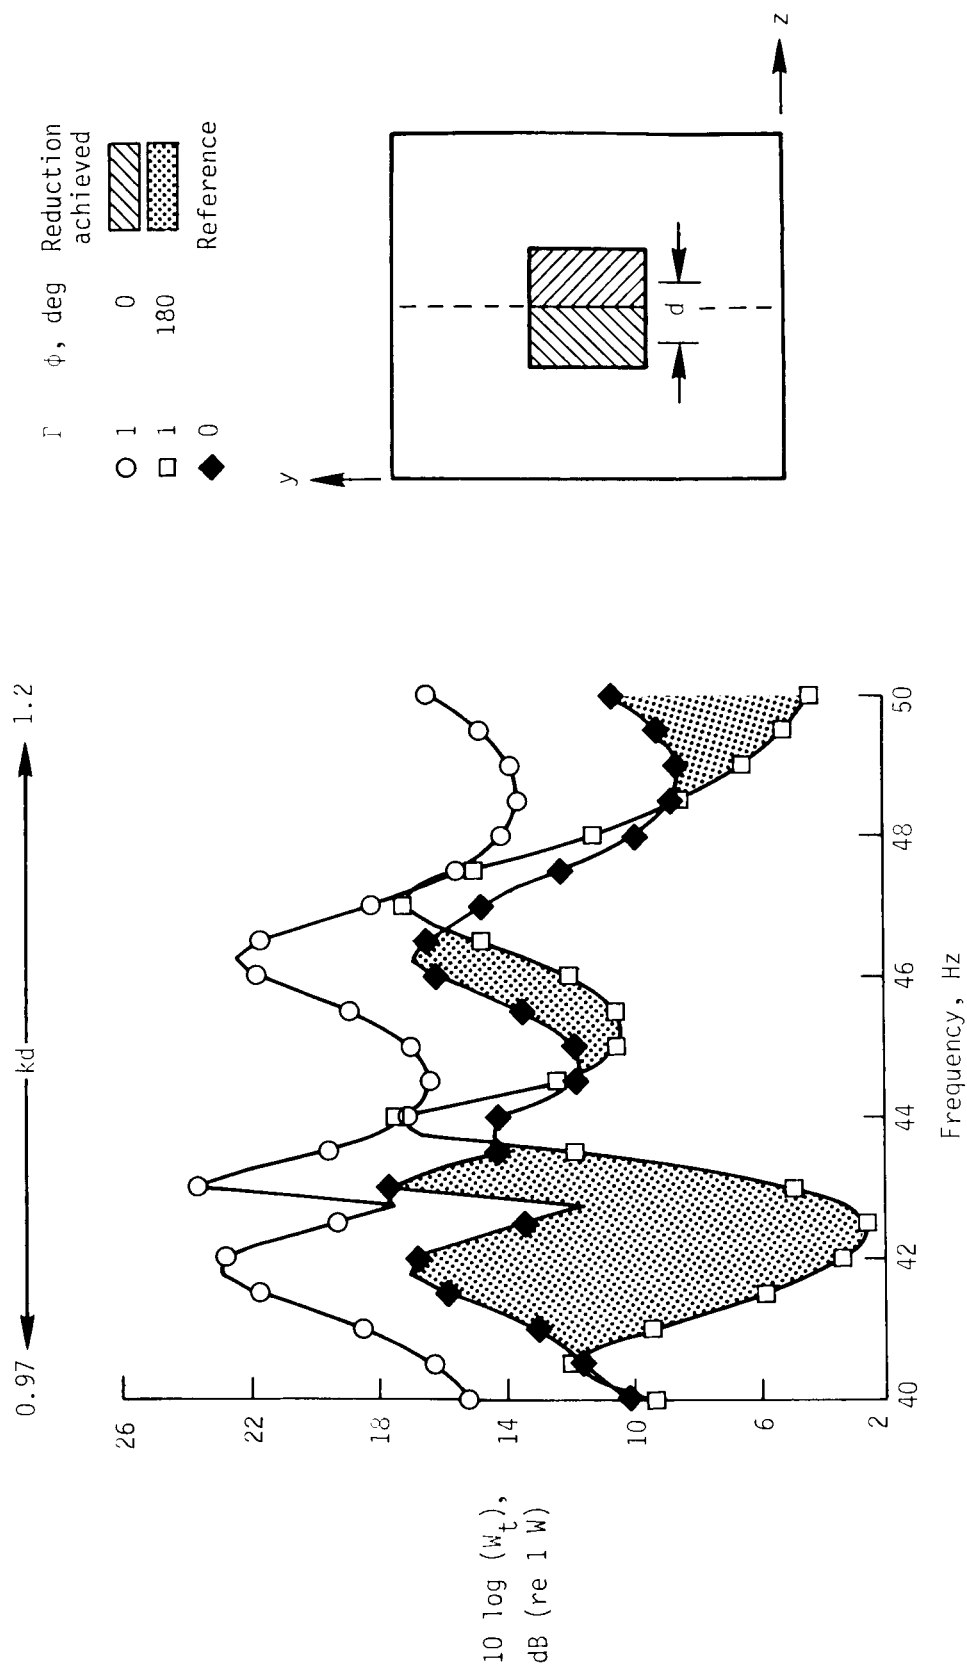 Γ φ, deg Reduction
achieved
1 0
1 180
0 Reference
y
d
z
0.97 kd 1.2
26
22
18
14
10
6
2
10 log (Wt),
dB (re 1 W)
40 42 44 46 48 50
Frequency, Hz